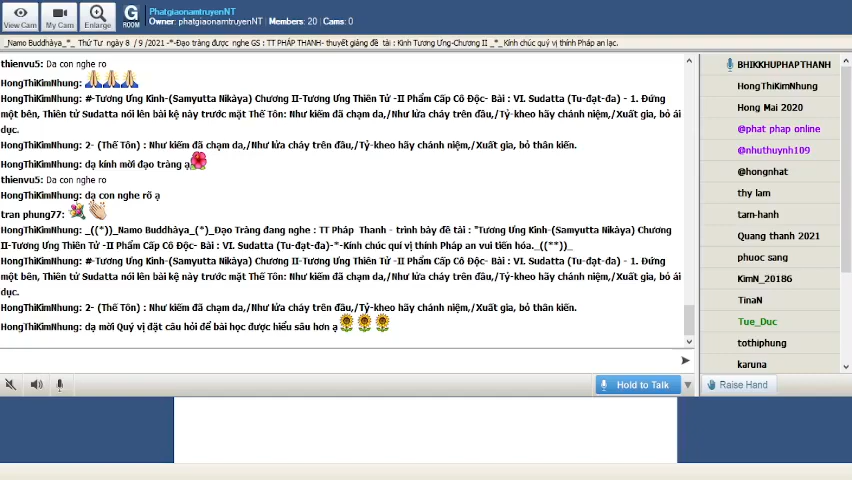 View Cam
My Cam
Enlarge
G
ROOM
PhatgiaonamtruyenNT
Owner: phatgiaonamtruyenNT | Members: 20 | Cams: 0
_Namo Buddhàya_*_ Thứ Tư ngày 8 / 9 /2021 -*-Đạo tràng được nghe GS : TT PHÁP THANH- thuyết giảng đề tài : Kinh Tương Ưng-Chương II _*_ Kính chúc quý vị thính Pháp an lạc.
thienvu5: Da con nghe ro
HongThiKimNhung:
HongThiKimNhung: #-Tương Ưng Kinh-(Samyutta Nikàya) Chương II-Tương Ưng Thiên Tử -II Phẩm Cấp Cô Độc- Bài : VI. Sudatta (Tu-đạt-đa) - 1. Đứng
một bên, Thiên tử Sudatta nói lên bài kệ này trước mặt Thế Tôn: Như kiếm đã chạm da,/Như lửa cháy trên đầu,/Tỷ-kheo hãy chánh niệm,/Xuất gia, bỏ ái
dục.
HongThiKimNhung: 2- (Thế Tôn) : Như kiếm đã chạm da,/Như lửa cháy trên đầu,/Tỷ-kheo hãy chánh niệm,/Xuất gia, bỏ thân kiến.
HongThiKimNhung: dạ kính mời đạo tràng ạ
thienvu5: Da con nghe ro
HongThiKimNhung: dạ con nghe rõ ạ
tran phung77:
HongThiKimNhung: _((*))_Namo Buddhàya_(*)_Đạo Tràng đang nghe : TT Pháp Thanh - trình bày đề tài : "Tương Ưng Kinh-(Samyutta Nikàya) Chương
II-Tương Ưng Thiên Tử -II Phẩm Cấp Cô Độc- Bài : VI. Sudatta (Tu-đạt-đa)-*-Kính chúc quí vị thính Pháp an vui tiến hóa._((**))_
HongThiKimNhung: #-Tương Ưng Kinh-(Samyutta Nikàya) Chương II-Tương Ưng Thiên Tử -II Phẩm Cấp Cô Độc- Bài : VI. Sudatta (Tu-đạt-đa) - 1. Đứng
một bên, Thiên tử Sudatta nói lên bài kệ này trước mặt Thế Tôn: Như kiếm đã chạm da,/Như lửa cháy trên đầu,/Tỷ-kheo hãy chánh niệm,/Xuất gia, bỏ ái
dục.
HongThiKimNhung: 2- (Thế Tôn) : Như kiếm đã chạm da,/Như lửa cháy trên đầu,/Tỷ-kheo hãy chánh niệm,/Xuất gia, bỏ thân kiến.
HongThiKimNhung: dạ mời Quý vị đặt câu hỏi để bài học được hiểu sâu hơn ạ
Hold to Talk
BHIKKHUPHAPTHANH
HongThiKimNhung
Hong Mai 2020
@phat phap online
@nhuthuynh109
@hongnhat
thy lam
tam-hanh
Quang thanh 2021
phuoc sang
KimN_20186
TinaN
Tue_Duc
tothiphung
karuna
Raise Hand